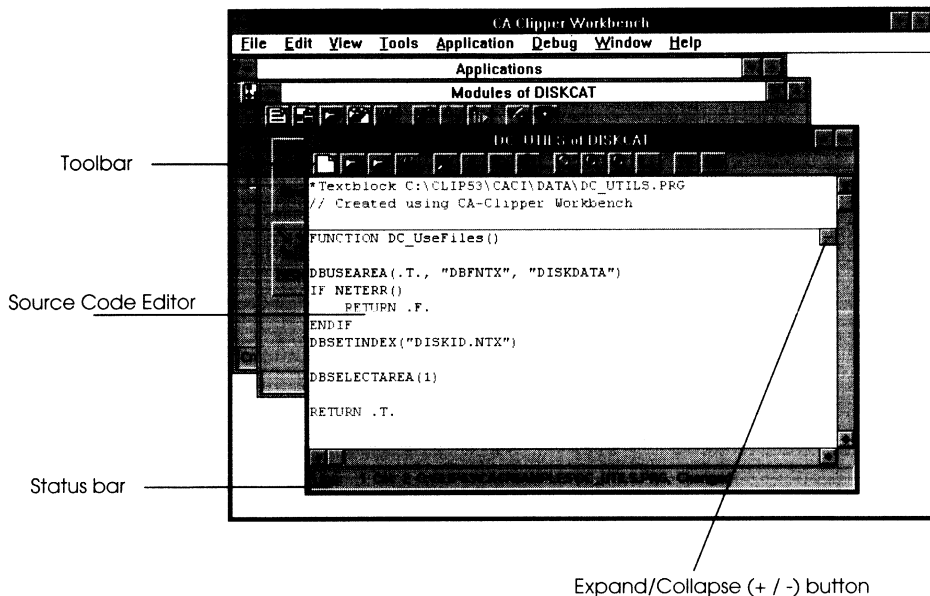 CA Clipper Workbench
File Edit View Tools Application Debug Window Help
Applications
Modules of DISKCAT
DC_UTILS of DISKCAT
Toolbar
*Textblock C:\CLIP53\CACI\DATA\DC_UTILS.PRG
// Created using CA-Clipper Workbench
FUNCTION DC_UseFiles()
DBUSEAREA(.T., "DBFNTX", "DISKDATA")
IF NETERR()
Source Code Editor
RETURN .F.
ENDIF
DBSETINDEX("DISKID.NTX")
DBSELECTAREA(1)
RETURN .T.
Status bar
Expand/Collapse (+ / -) button